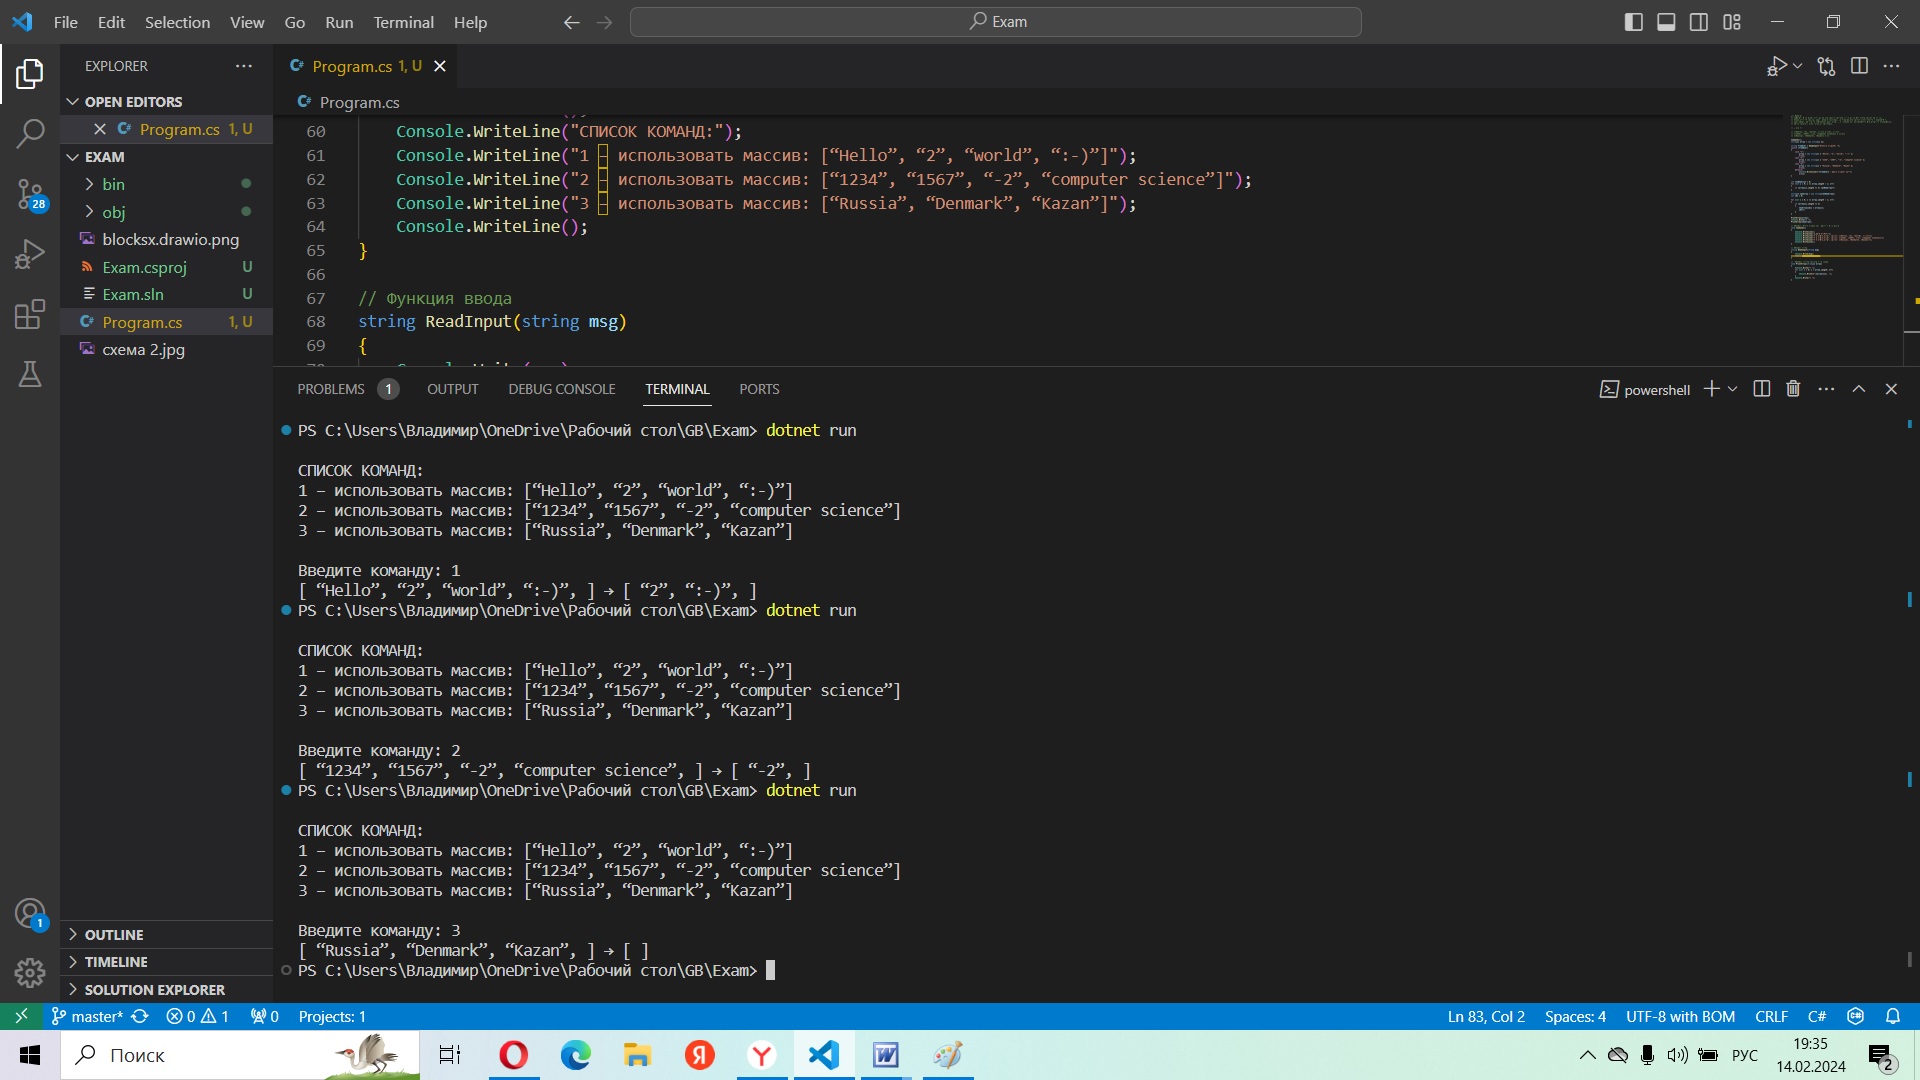 File Edit Selection View Go Run Terminal Help
Exam
EXPLORER
OPEN EDITORS
Program.cs 1, U
EXAM
bin
obj
blocksx.drawio.png
Exam.csproj U
Exam.sln U
Program.cs 1, U
схема 2.jpg
OUTLINE
TIMELINE
SOLUTION EXPLORER
28
1
Program.cs 1, U
Program.cs
60 Console.WriteLine("СПИСОК КОМАНД:");
61 Console.WriteLine("1 – использовать массив: [“Hello”, “2”, “world”, “:-)”]");
62 Console.WriteLine("2 – использовать массив: [“1234”, “1567”, “-2”, “computer science”]");
63 Console.WriteLine("3 – использовать массив: [“Russia”, “Denmark”, “Kazan”]");
64 Console.WriteLine();
65 }
66
67 // Функция ввода
68 string ReadInput(string msg)
69 {
PROBLEMS 1 OUTPUT DEBUG CONSOLE TERMINAL PORTS
powershell
PS C:\Users\Владимир\OneDrive\Рабочий стол\GB\Exam> dotnet run
СПИСОК КОМАНД:
1 – использовать массив: [“Hello”, “2”, “world”, “:-)”]
2 – использовать массив: [“1234”, “1567”, “-2”, “computer science”]
3 – использовать массив: [“Russia”, “Denmark”, “Kazan”]
Введите команду: 1
[ “Hello”, “2”, “world”, “:-)”, ] → [ “2”, “:-)”, ]
PS C:\Users\Владимир\OneDrive\Рабочий стол\GB\Exam> dotnet run
СПИСОК КОМАНД:
1 – использовать массив: [“Hello”, “2”, “world”, “:-)”]
2 – использовать массив: [“1234”, “1567”, “-2”, “computer science”]
3 – использовать массив: [“Russia”, “Denmark”, “Kazan”]
Введите команду: 2
[ “1234”, “1567”, “-2”, “computer science”, ] → [ “-2”, ]
PS C:\Users\Владимир\OneDrive\Рабочий стол\GB\Exam> dotnet run
СПИСОК КОМАНД:
1 – использовать массив: [“Hello”, “2”, “world”, “:-)”]
2 – использовать массив: [“1234”, “1567”, “-2”, “computer science”]
3 – использовать массив: [“Russia”, “Denmark”, “Kazan”]
Введите команду: 3
[ “Russia”, “Denmark”, “Kazan”, ] → [ ]
PS C:\Users\Владимир\OneDrive\Рабочий стол\GB\Exam>
master* 0 1 0 Projects: 1
Ln 83, Col 2 Spaces: 4 UTF-8 with BOM CRLF C#
Поиск
РУС
19:35
14.02.2024
2